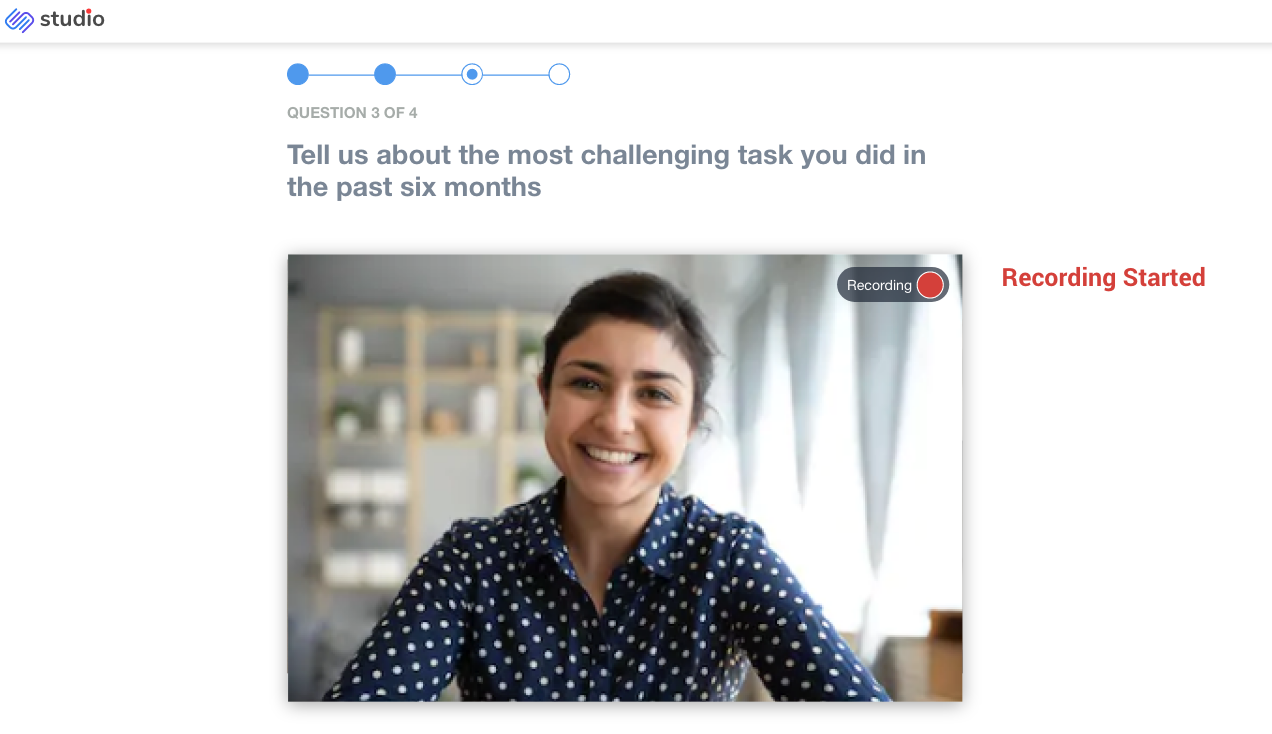 studio
QUESTION 3 OF 4
Tell us about the most challenging task you did in
the past six months
Recording
Recording Started